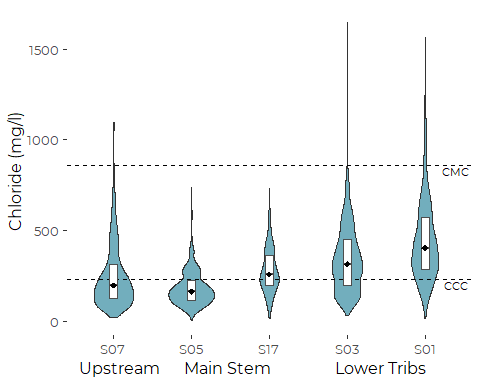 Chloride (mg/l)
1500
1000
500
0
CMC
CCC
S07 S05 S17 S03 S01
Upstream Main Stem Lower Tribs